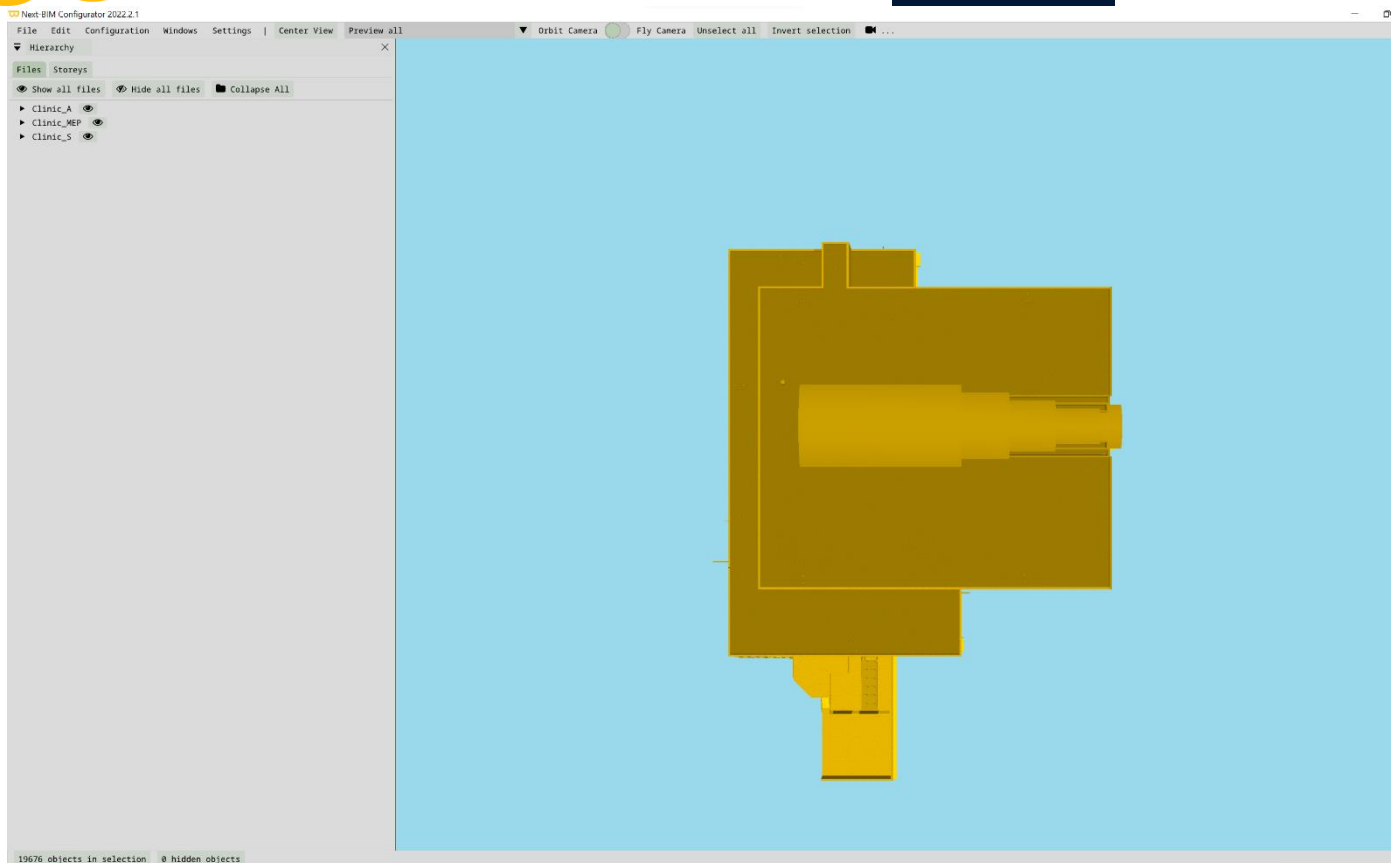 Next-BIM Configurator 2022.2.1
File Edit Configuration Windows Settings | Center View Preview all Orbit Camera Fly Camera Unselect all Invert selection ...
Hierarchy
Files Storeys
Show all files Hide all files Collapse All
Clinic_A
Clinic_MEP
Clinic_S
19676 objects in selection 0 hidden objects